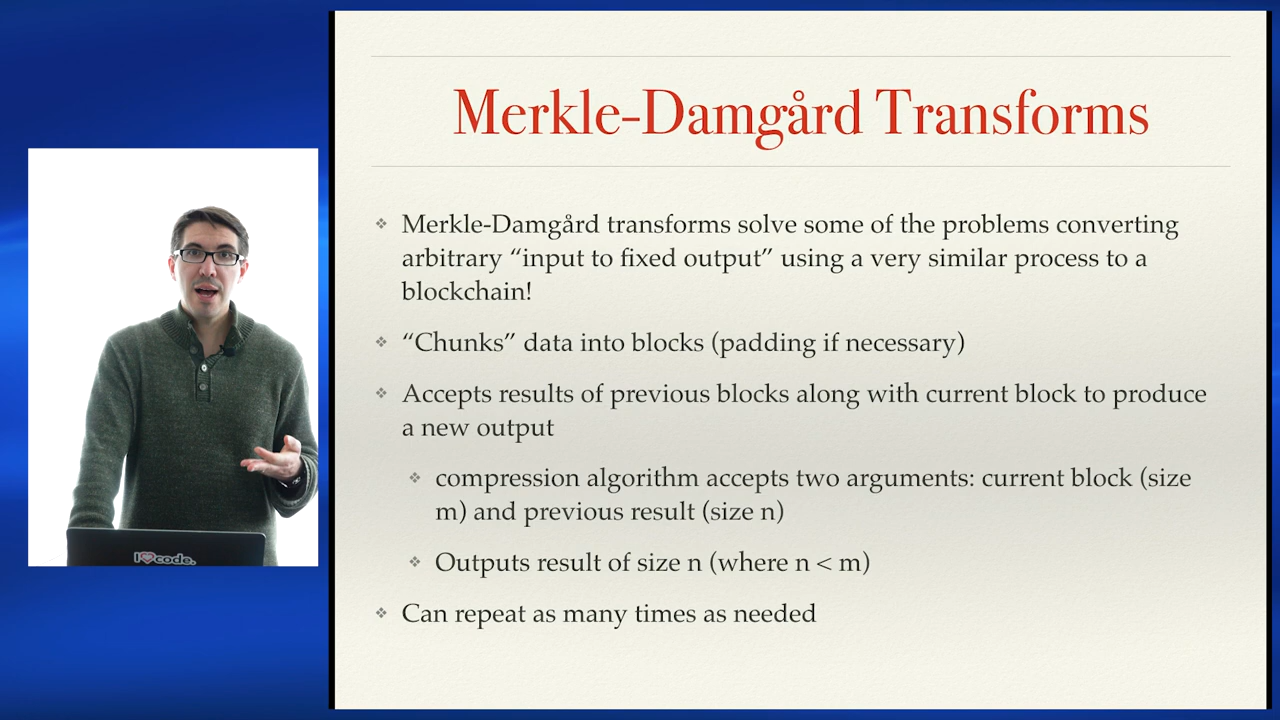 Merkle-Damgård Transforms
❖ Merkle-Damgård transforms solve some of the problems converting
arbitrary “input to fixed output” using a very similar process to a
blockchain!
❖ “Chunks” data into blocks (padding if necessary)
❖ Accepts results of previous blocks along with current block to produce
a new output
❖ compression algorithm accepts two arguments: current block (size
m) and previous result (size n)
❖ Outputs result of size n (where n < m)
❖ Can repeat as many times as needed
I❤code.